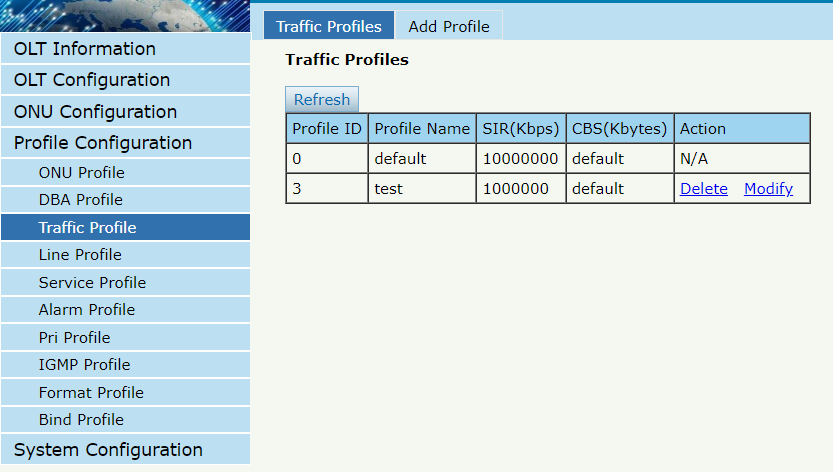 Traffic Profiles Add Profile
OLT Information
OLT Configuration
ONU Configuration
Profile Configuration
ONU Profile
DBA Profile
Traffic Profile
Line Profile
Service Profile
Alarm Profile
Pri Profile
IGMP Profile
Format Profile
Bind Profile
System Configuration
Traffic Profiles
Refresh
Profile ID Profile Name SIR(Kbps) CBS(Kbytes) Action
0 default 10000000 default N/A
3 test 1000000 default Delete Modify